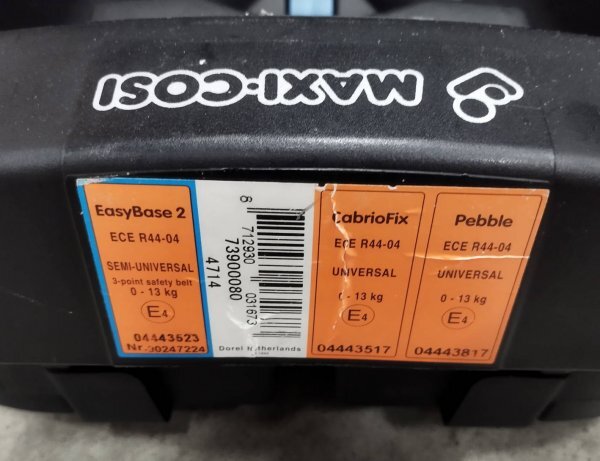 MAXI-COSI
EasyBase 2
ECE R44-04
SEMI-UNIVERSAL
3-point safety belt
0 - 13 kg
E4
04443523
Nr.
8 712930 031673
73900080
4714
Dorel Netherlands
CabrioFix
ECE R44-04
UNIVERSAL
0 - 13 kg
E4
04443517
Pebble
ECE R44-04
UNIVERSAL
0 - 13 kg
E4
04443817